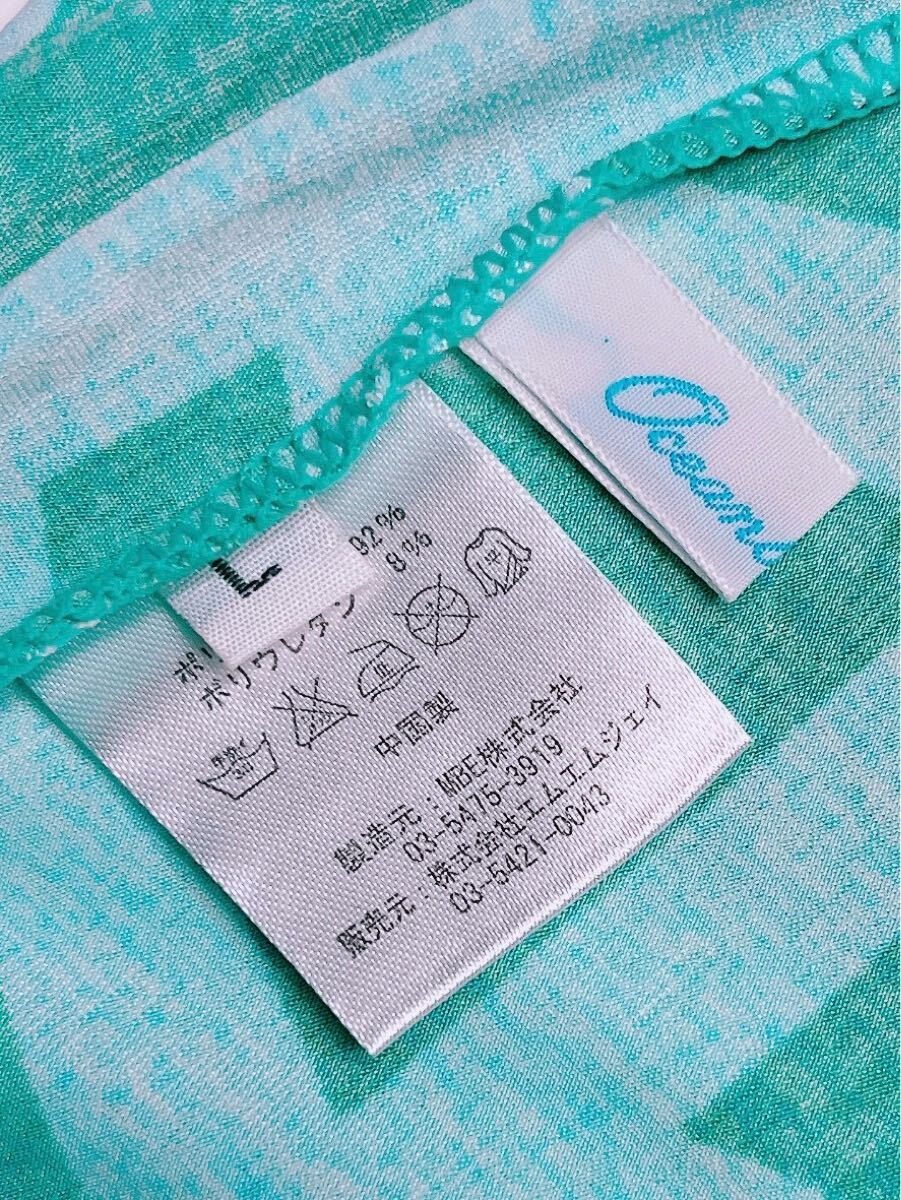 L
92%
ポリウレタン 8%
中国製
製造元：MBE株式会社
03-5475-3919
販売元：株式会社エムエムジェイ
03-5421-0043